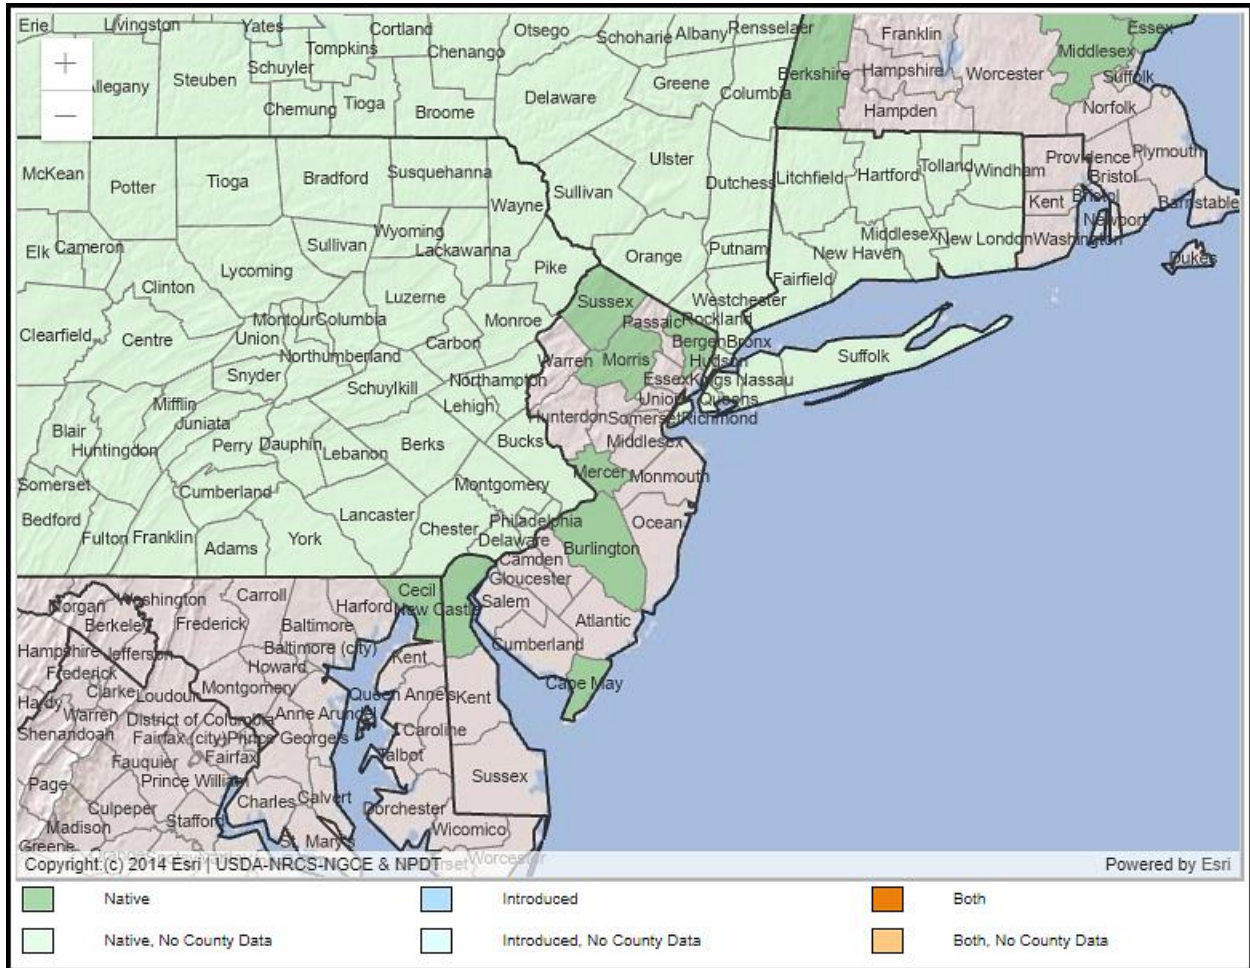 Erie Livingston Yates Cortland Otsego Schoharie Albany Rensselaer Franklin Essex
+ Tompkins Chenango Middlesex
Allegany Steuben Schuyler Greene Berkshire Hampshire Worcester Suffolk
− Chemung Tioga Broome Delaware Columbia Hampden Norfolk
McKean Potter Tioga Bradford Susquehanna Ulster Tolland Windham Providence Plymouth
Wayne Sullivan Dutchess Litchfield Hartford Kent Bristol Bristol Barnstable
Elk Cameron Sullivan Wyoming Lackawanna Putnam Middlesex New London Washington Newport
Lycoming Pike Orange New Haven Dukes
Clinton Luzerne Sussex Westchester Fairfield
Clearfield Centre Montour Columbia Monroe Passaic Rockland
Union Northumberland Carbon Warren Morris Bergen Bronx Suffolk
Snyder Schuylkill Northampton Hudson
Mifflin Lehigh Essex Kings Nassau
Juniata Union Queens
Blair Huntingdon Perry Dauphin Lebanon Berks Bucks Hunterdon Somerset Richmond
Middlesex
Somerset Cumberland Montgomery Mercer Monmouth
Bedford Lancaster Chester Philadelphia Ocean
Fulton Franklin Adams York Delaware Burlington
Camden
Gloucester
Morgan Washington Carroll Harford Cecil New Castle Salem
Berkeley Frederick Baltimore Atlantic
Hampshire Jefferson Baltimore (city) Cumberland
Frederick Howard Kent
Hardy Clarke Loudoun Montgomery Queen Anne's Kent Cape May
Warren District of Columbia Anne Arundel
Shenandoah Fairfax (city) Prince George's Caroline
Fauquier Fairfax Talbot
Page Prince William Sussex
Culpeper Charles Calvert Dorchester
Madison Stafford Wicomico
Greene St. Mary's
Worcester
Copyright:(c) 2014 Esri | USDA-NRCS-NGCE & NPDT Powered by Esri
Native Introduced Both
Native, No County Data Introduced, No County Data Both, No County Data